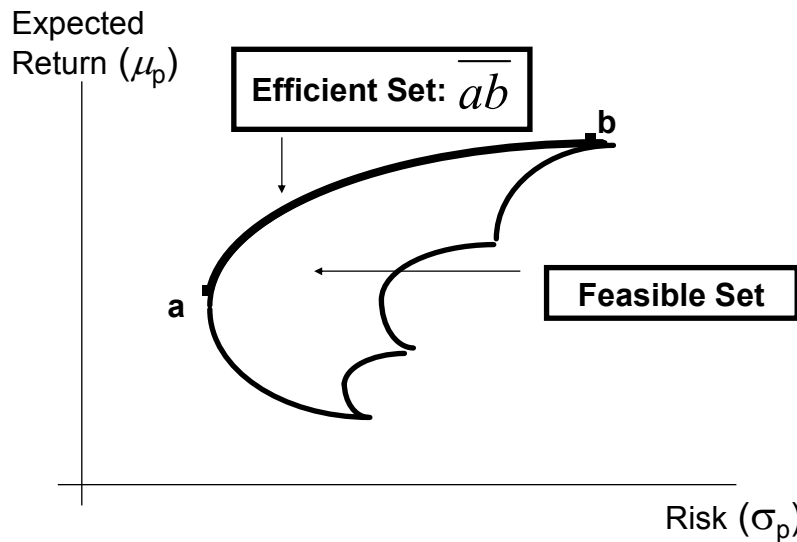 Expected
Return (μp)
Efficient Set: ab
b
Feasible Set
a
Risk (σp)